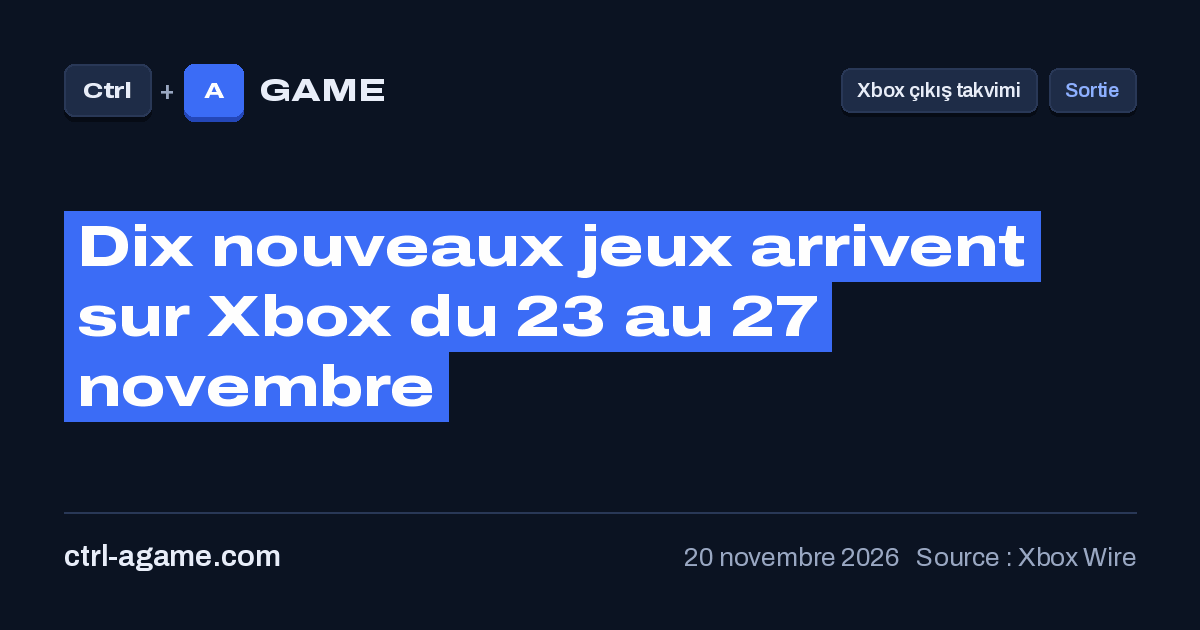 Ctrl + A GAME
Xbox çıkış takvimi Sortie
Dix nouveaux jeux arrivent
sur Xbox du 23 au 27
novembre
ctrl-agame.com
20 novembre 2026 Source : Xbox Wire